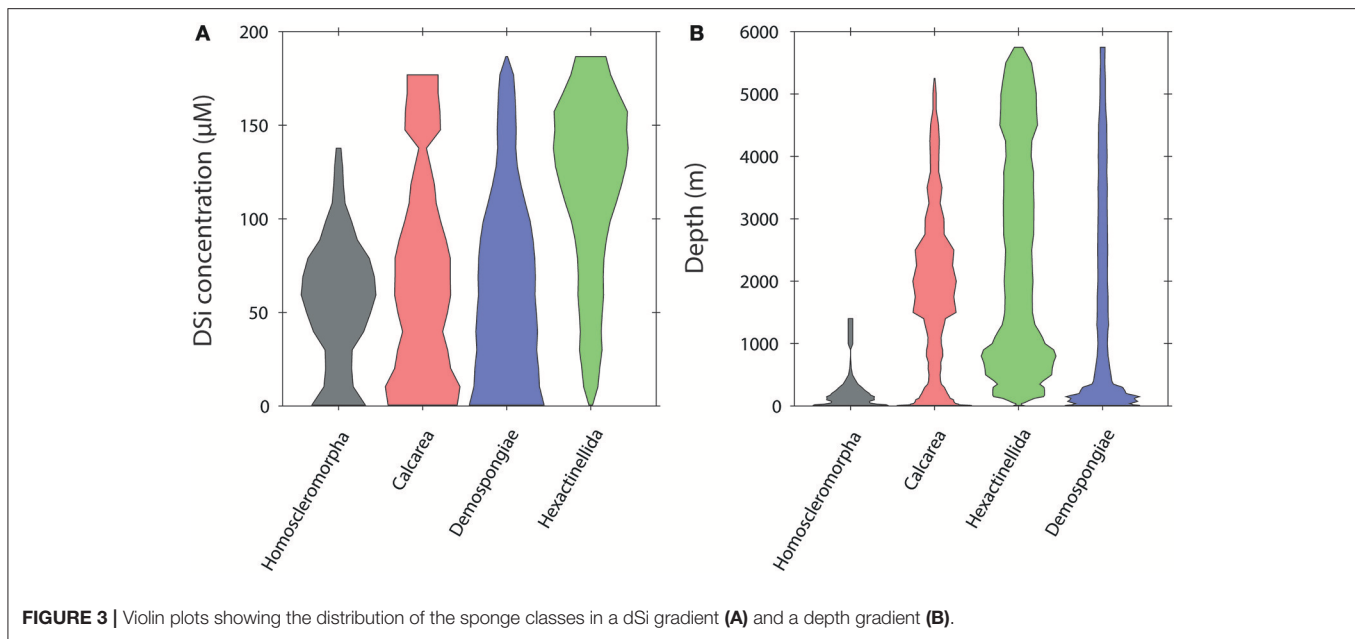 A
200
150
100
50
0
DSi concentration (µM)
Homoscleromorpha
Calcarea
Demospongiae
Hexactinellida
B
6000
5000
4000
3000
2000
1000
0
Depth (m)
Homoscleromorpha
Calcarea
Hexactinellida
Demospongiae
FIGURE 3 | Violin plots showing the distribution of the sponge classes in a dSi gradient (A) and a depth gradient (B).